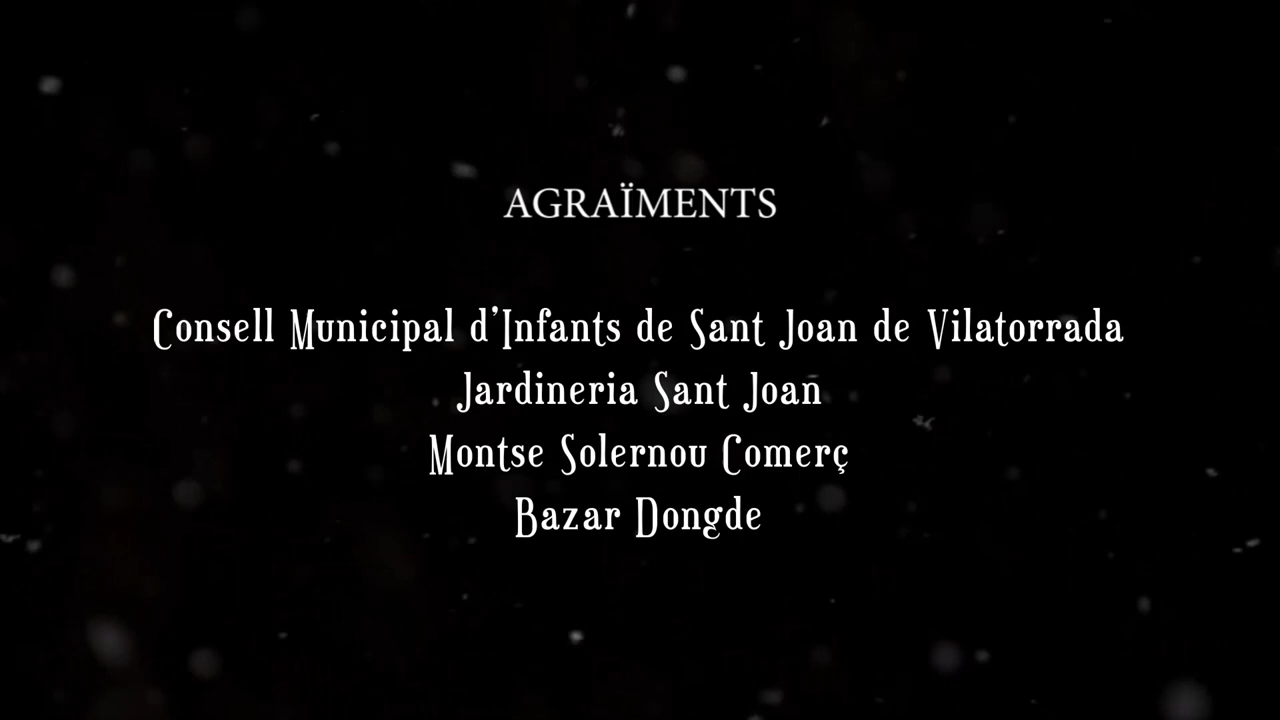 AGRAÏMENTS
Consell Municipal d'Infants de Sant Joan de Vilatorrada
Jardineria Sant Joan
Montse Solernou Comerç
Bazar Dongde